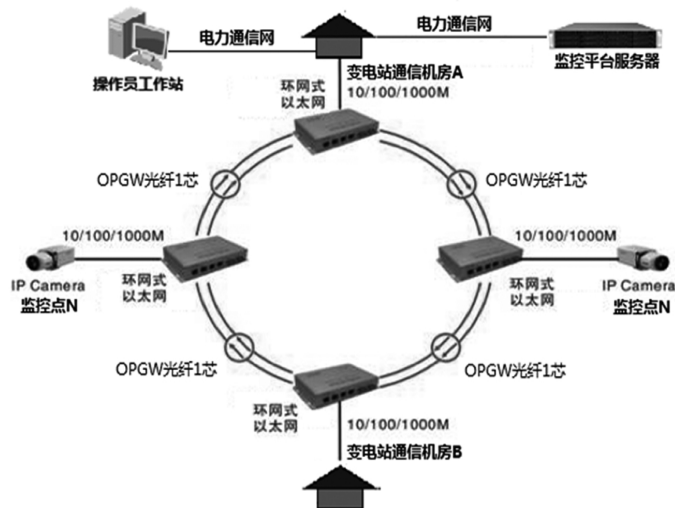 电力通信网
电力通信网
操作员工作站
变电站通信机房A
监控平台服务器
环网式
以太网
10/100/1000M
OPGW光纤1芯
OPGW光纤1芯
10/100/1000M
10/100/1000M
IP Camera
监控点N
环网式
以太网
环网式
以太网
IP Camera
监控点N
OPGW光纤1芯
OPGW光纤1芯
环网式
以太网
10/100/1000M
变电站通信机房B